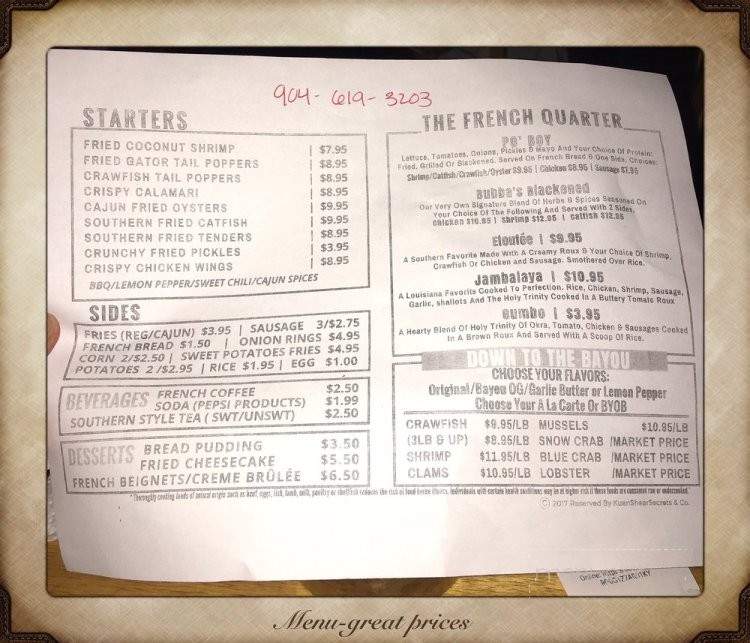 904-619-3203
STARTERS
FRIED COCONUT SHRIMP | $7.95
FRIED GATOR TAIL POPPERS | $8.95
CRAWFISH TAIL POPPERS | $8.95
CRISPY CALAMARI | $8.95
CAJUN FRIED OYSTERS | $9.95
SOUTHERN FRIED CATFISH | $9.95
SOUTHERN FRIED TENDERS | $8.95
CRUNCHY FRIED PICKLES | $3.95
CRISPY CHICKEN WINGS | $8.95
BBQ/LEMON PEPPER/SWEET CHILI/CAJUN SPICES
SIDES
FRIES (REG/CAJUN) $3.95 | SAUSAGE 3/$2.75
FRENCH BREAD $1.50 | ONION RINGS $4.95
CORN 2/$2.50 | SWEET POTATOES FRIES $4.95
POTATOES 2 /$2.95 | RICE $1.95 | EGG $1.00
BEVERAGES
FRENCH COFFEE $2.50
SODA (PEPSI PRODUCTS) $1.99
SOUTHERN STYLE TEA ( SWT/UNSWT) $2.50
DESSERTS
BREAD PUDDING $3.50
FRIED CHEESECAKE $5.50
FRENCH BEIGNETS/CREME BRÛLÉE $6.50
THE FRENCH QUARTER
PO' BOY
Lettuce, Tomatoes, Onions, Pickles & Mayo And Your Choice Of Protein:
Fried, Grilled Or Blackened. Served On French Bread & One Side. Choices:
Shrimp/Catfish/Crawfish/Oyster $9.95 | Chicken $8.95 | Sausage $7.95
Bubba's Blackened
Our Very Own Signature Blend Of Herbs & Spices Seasoned On
Your Choice Of The Following And Served With 2 Sides.
chicken $10.95 | shrimp $12.95 | catfish $12.95
Etoufée | $9.95
A Southern Favorite Made With A Creamy Roux & Your Choice Of Shrimp,
Crawfish Or Chicken and Sausage. Smothered Over Rice.
Jambalaya | $10.95
A Louisiana Favorite Cooked To Perfection. Rice, Chicken, Shrimp, Sausage,
Garlic, shallots And The Holy Trinity Cooked In A Buttery Tomato Roux
Gumbo | $3.95
A Hearty Blend Of Holy Trinity Of Okra, Tomato, Chicken & Sausages Cooked
In A Brown Roux And Served With A Scoop Of Rice.
DOWN TO THE BAYOU
CHOOSE YOUR FLAVORS:
Original/Bayou OG/Garlic Butter or Lemon Pepper
Choose Your A La Carte Or BYOB
CRAWFISH $9.95/LB MUSSELS $10.95/LB
(3LB & UP) $8.95/LB SNOW CRAB /MARKET PRICE
SHRIMP $11.95/LB BLUE CRAB /MARKET PRICE
CLAMS $10.95/LB LOBSTER /MARKET PRICE
© 2017 Reserved By
Menu-great prices